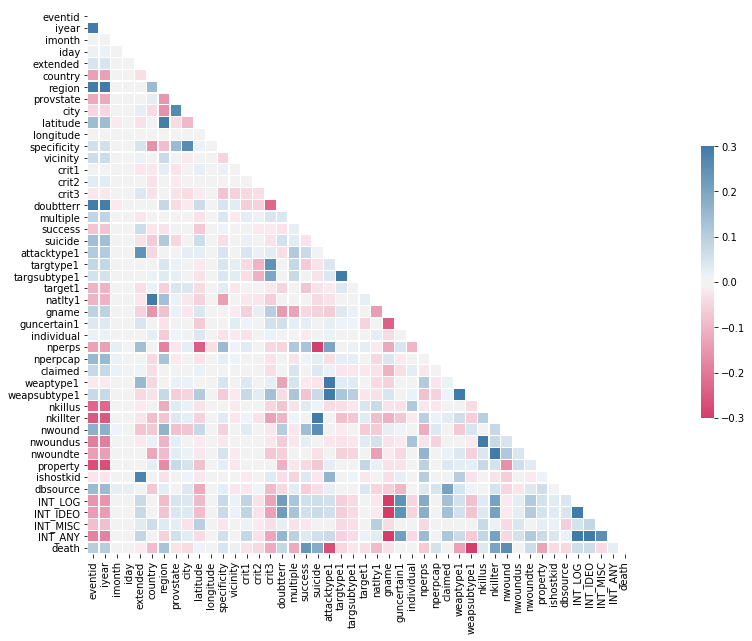 eventid
iyear
imonth
iday
extended
country
region
provstate
city
latitude
longitude
specificity
vicinity
crit1
crit2
crit3
doubtterr
multiple
success
suicide
attacktype1
targtype1
targsubtype1
target1
natlty1
gname
guncertain1
individual
nperps
nperpcap
claimed
weaptype1
weapsubtype1
nkillus
nkillter
nwound
nwoundus
nwoundte
property
ishostkid
dbsource
INT_LOG
INT_IDEO
INT_MISC
INT_ANY
death
0.3
0.2
0.1
0.0
−0.1
−0.2
−0.3
eventid
iyear
imonth
iday
extended
country
region
provstate
city
latitude
longitude
specificity
vicinity
crit1
crit2
crit3
doubtterr
multiple
success
suicide
attacktype1
targtype1
targsubtype1
target1
natlty1
gname
guncertain1
individual
nperps
nperpcap
claimed
weaptype1
weapsubtype1
nkillus
nkillter
nwound
nwoundus
nwoundte
property
ishostkid
dbsource
INT_LOG
INT_IDEO
INT_MISC
INT_ANY
death